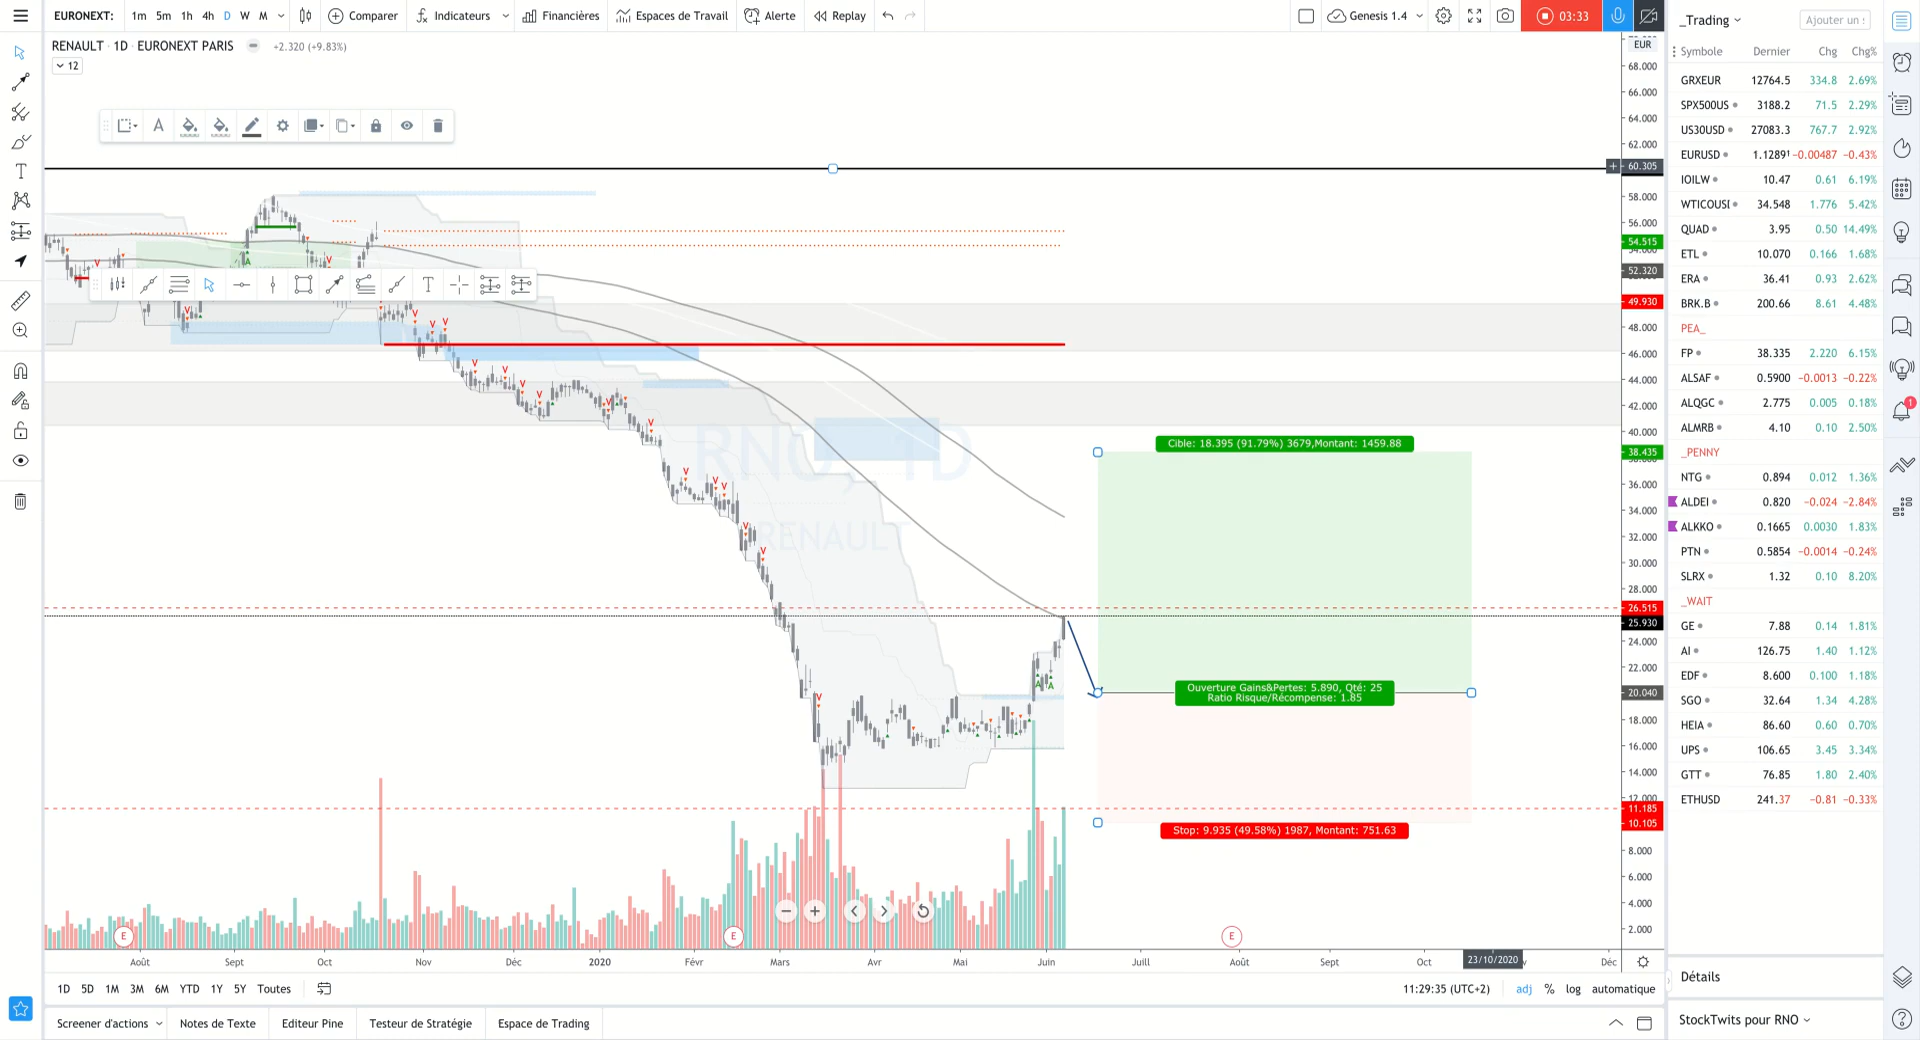 EURONEXT: 1m 5m 1h 4h D W M Comparer Indicateurs Financières Espaces de Travail Alerte Replay Genesis 1.4 03:33
RENAULT · 1D · EURONEXT PARIS +2.320 (+9.83%)
12
EUR
68.000
66.000
64.000
62.000
60.305
58.000
56.000
54.515
52.320
49.930
48.000
46.000
44.000
42.000
40.000
38.435
36.000
34.000
32.000
30.000
28.000
26.515
25.930
24.000
22.000
20.040
18.000
16.000
14.000
12.000
11.185
10.105
8.000
6.000
4.000
2.000
RNO, 1D
RENAULT
Cible: 18.395 (91.79%) 3679,Montant: 1459.88
Ouverture Gains&Pertes: 5.890, Qté: 25
Ratio Risque/Récompense: 1.85
Stop: 9.935 (49.58%) 1987, Montant: 751.63
E E E
Août Sept Oct Nov Déc 2020 Févr Mars Avr Mai Juin Juill Août Sept Oct 23/10/2020 Déc
1D 5D 1M 3M 6M YTD 1Y 5Y Toutes 11:29:35 (UTC+2) adj % log automatique
Screener d'actions Notes de Texte Editeur Pine Testeur de Stratégie Espace de Trading
_Trading Ajouter un s
Symbole Dernier Chg Chg%
GRXEUR 12764.5 334.8 2.69%
SPX500US 3188.2 71.5 2.29%
US30USD 27083.3 767.7 2.92%
EURUSD 1.12891 −0.00487 −0.43%
IOILW 10.47 0.61 6.19%
WTICOUSD 34.548 1.776 5.42%
QUAD 3.95 0.50 14.49%
ETL 10.070 0.166 1.68%
ERA 36.41 0.93 2.62%
BRK.B 200.66 8.61 4.48%
PEA_
FP 38.335 2.220 6.15%
ALSAF 0.5900 −0.0013 −0.22%
ALQGC 2.775 0.005 0.18%
ALMRB 4.10 0.10 2.50%
_PENNY
NTG 0.894 0.012 1.36%
ALDEI 0.820 −0.024 −2.84%
ALKKO 0.1665 0.0030 1.83%
PTN 0.5854 −0.0014 −0.24%
SLRX 1.32 0.10 8.20%
_WAIT
GE 7.88 0.14 1.81%
AI 126.75 1.40 1.12%
EDF 8.600 0.100 1.18%
SGO 32.64 1.34 4.28%
HEIA 86.60 0.60 0.70%
UPS 106.65 3.45 3.34%
GTT 76.85 1.80 2.40%
ETHUSD 241.37 −0.81 −0.33%
Détails
StockTwits pour RNO
1